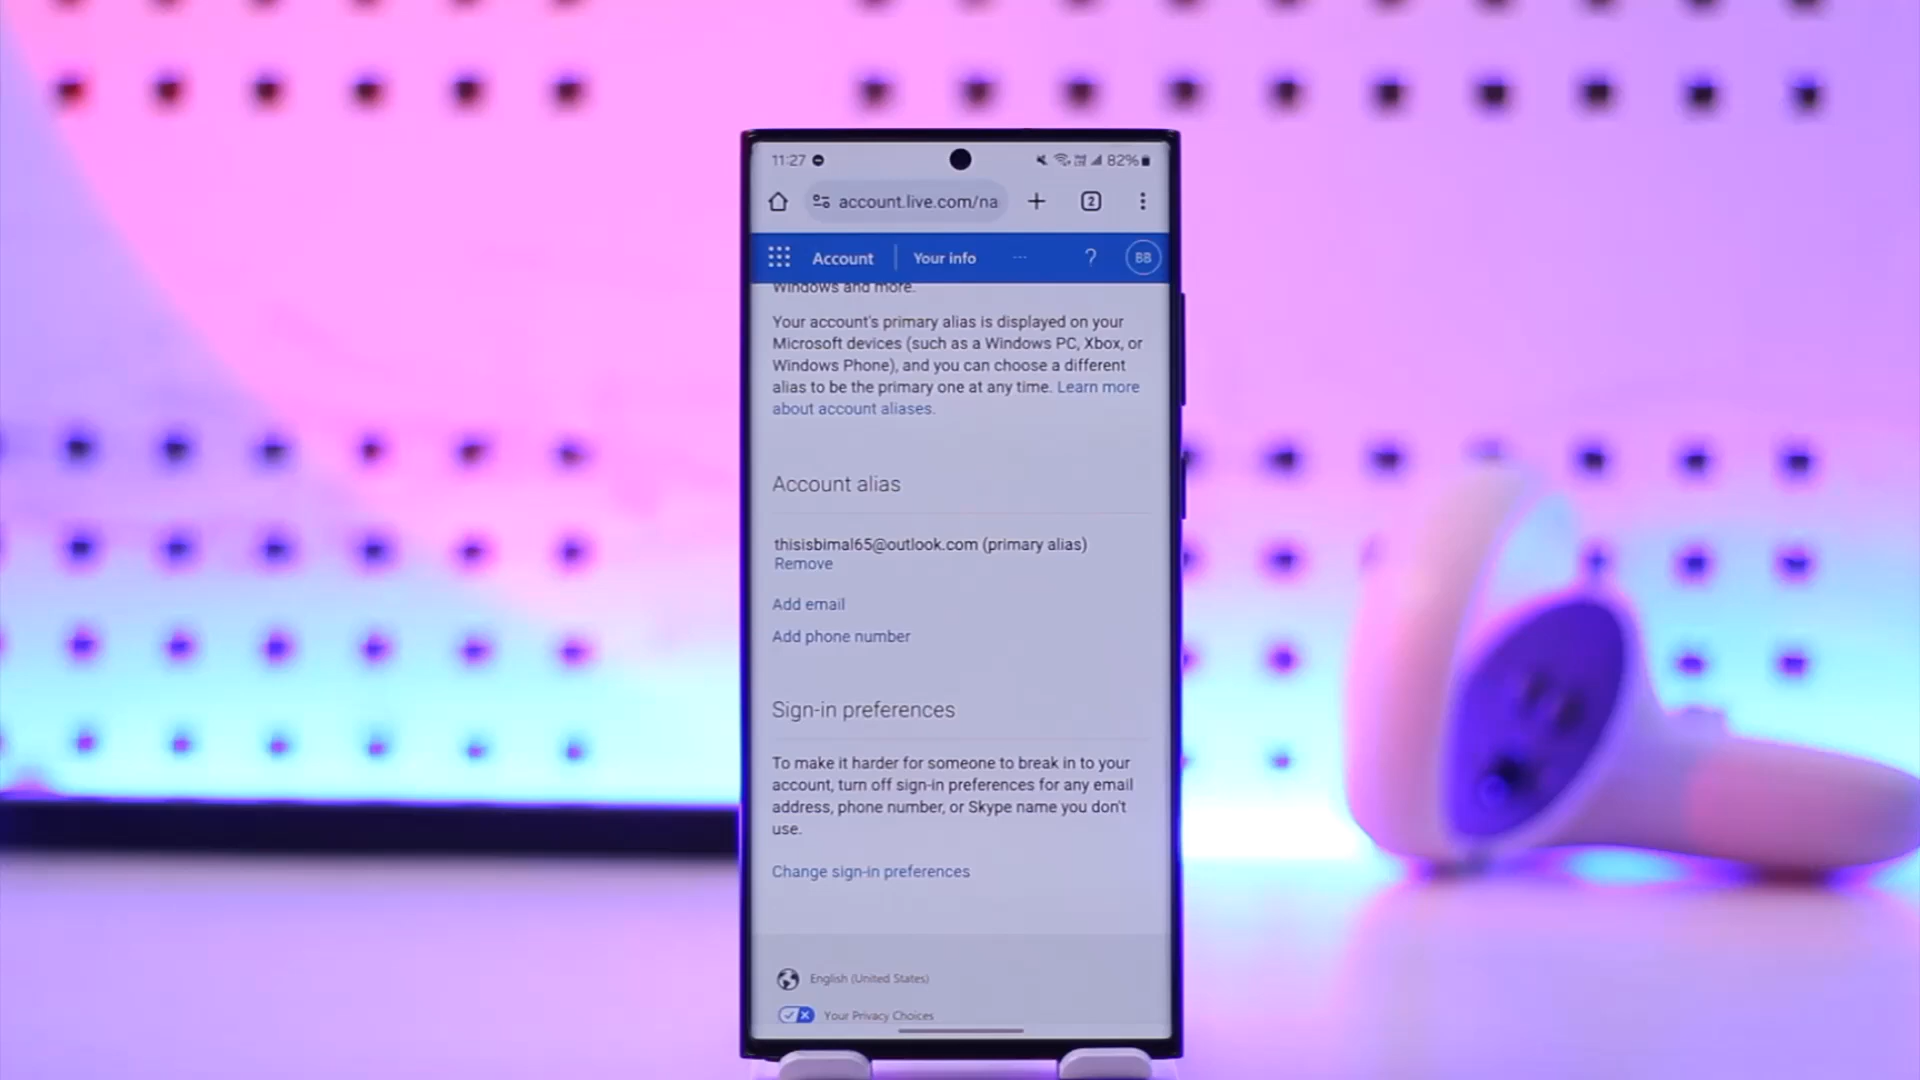 11:27 82%
account.live.com/na 2
Account Your info ... ? BB
Windows and more.
Your account's primary alias is displayed on your
Microsoft devices (such as a Windows PC, Xbox, or
Windows Phone), and you can choose a different
alias to be the primary one at any time. Learn more
about account aliases.
Account alias
thisisbimal65@outlook.com (primary alias)
Remove
Add email
Add phone number
Sign-in preferences
To make it harder for someone to break in to your
account, turn off sign-in preferences for any email
address, phone number, or Skype name you don't
use.
Change sign-in preferences
English (United States)
Your Privacy Choices